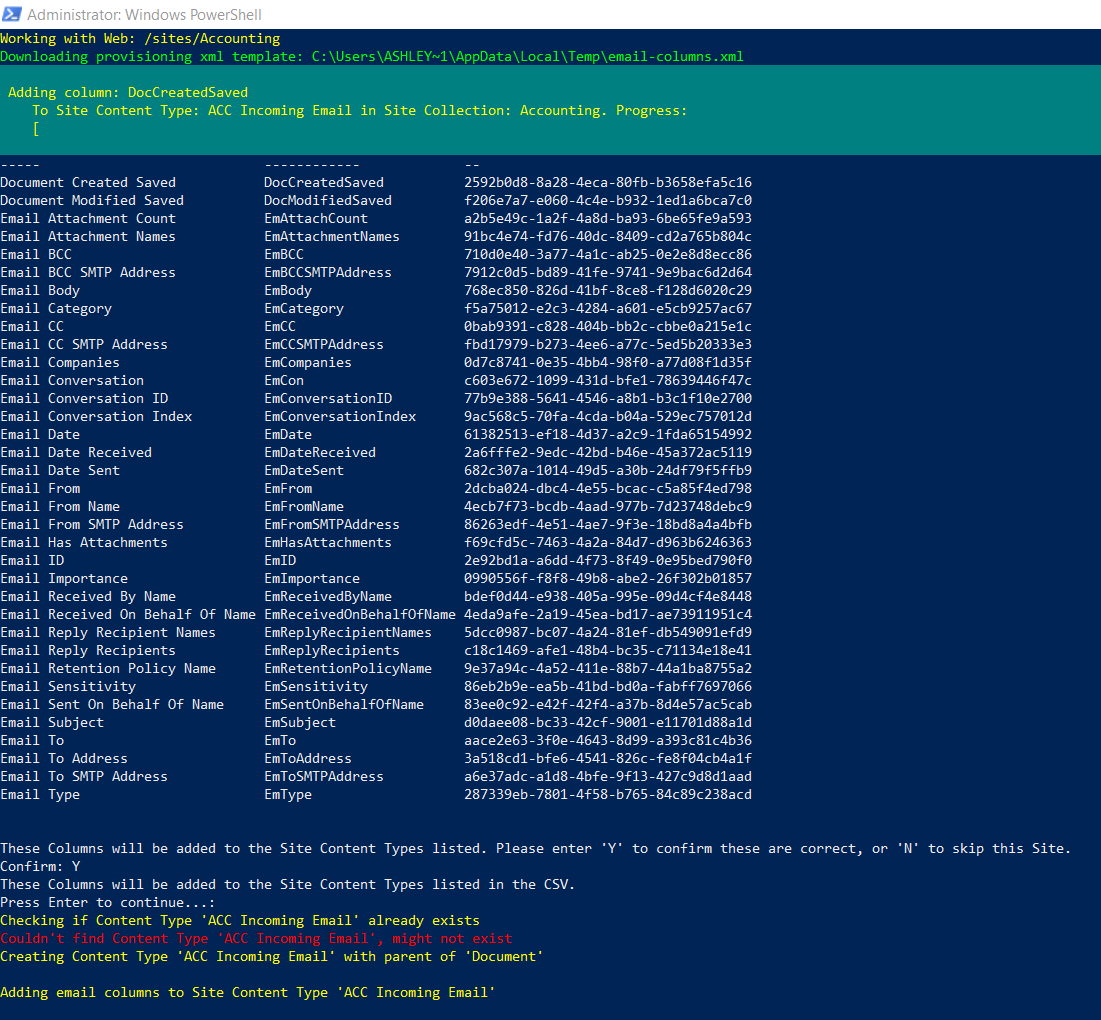 Administrator: Windows PowerShell
Working with Web: /sites/Accounting
Downloading provisioning xml template: C:\Users\ASHLEY~1\AppData\Local\Temp\email-columns.xml
Adding column: DocCreatedSaved
To Site Content Type: ACC Incoming Email in Site Collection: Accounting. Progress:
[
----- ------------ --
Document Created Saved DocCreatedSaved 2592b0d8-8a28-4eca-80fb-b3658efa5c16
Document Modified Saved DocModifiedSaved f206e7a7-e060-4c4e-b932-1ed1a6bca7c0
Email Attachment Count EmAttachCount a2b5e49c-1a2f-4a8d-ba93-6be65fe9a593
Email Attachment Names EmAttachmentNames 91bc4e74-fd76-40dc-8409-cd2a765b804c
Email BCC EmBCC 710d0e40-3a77-4a1c-ab25-0e2e8d8ecc86
Email BCC SMTP Address EmBCCSMTPAddress 7912c0d5-bd89-41fe-9741-9e9bac6d2d64
Email Body EmBody 768ec850-826d-41bf-8ce8-f128d6020c29
Email Category EmCategory f5a75012-e2c3-4284-a601-e5cb9257ac67
Email CC EmCC 0bab9391-c828-404b-bb2c-cbbe0a215e1c
Email CC SMTP Address EmCCSMTPAddress fbd17979-b273-4ee6-a77c-5ed5b20333e3
Email Companies EmCompanies 0d7c8741-0e35-4bb4-98f0-a77d08f1d35f
Email Conversation EmCon c603e672-1099-431d-bfe1-78639446f47c
Email Conversation ID EmConversationID 77b9e388-5641-4546-a8b1-b3c1f10e2700
Email Conversation Index EmConversationIndex 9ac568c5-70fa-4cda-b04a-529ec757012d
Email Date EmDate 61382513-ef18-4d37-a2c9-1fda65154992
Email Date Received EmDateReceived 2a6fffe2-9edc-42bd-b46e-45a372ac5119
Email Date Sent EmDateSent 682c307a-1014-49d5-a30b-24df79f5ffb9
Email From EmFrom 2dcba024-dbc4-4e55-bcac-c5a85f4ed798
Email From Name EmFromName 4ecb7f73-bcdb-4aad-977b-7d23748debc9
Email From SMTP Address EmFromSMTPAddress 86263edf-4e51-4ae7-9f3e-18bd8a4a4bfb
Email Has Attachments EmHasAttachments f69cfd5c-7463-4a2a-84d7-d963b6246363
Email ID EmID 2e92bd1a-a6dd-4f73-8f49-0e95bed790f0
Email Importance EmImportance 0990556f-f8f8-49b8-abe2-26f302b01857
Email Received By Name EmReceivedByName bdef0d44-e938-405a-995e-09d4cf4e8448
Email Received On Behalf Of Name EmReceivedOnBehalfOfName 4eda9afe-2a19-45ea-bd17-ae73911951c4
Email Reply Recipient Names EmReplyRecipientNames 5dcc0987-bc07-4a24-81ef-db549091efd9
Email Reply Recipients EmReplyRecipients c18c1469-afe1-48b4-bc35-c71134e18e41
Email Retention Policy Name EmRetentionPolicyName 9e37a94c-4a52-411e-88b7-44a1ba8755a2
Email Sensitivity EmSensitivity 86eb2b9e-ea5b-41bd-bd0a-fabff7697066
Email Sent On Behalf Of Name EmSentOnBehalfOfName 83ee0c92-e42f-42f4-a37b-8d4e57ac5cab
Email Subject EmSubject d0daee08-bc33-42cf-9001-e11701d88a1d
Email To EmTo aace2e63-3f0e-4643-8d99-a393c81c4b36
Email To Address EmToAddress 3a518cd1-bfe6-4541-826c-fe8f04cb4a1f
Email To SMTP Address EmToSMTPAddress a6e37adc-a1d8-4bfe-9f13-427c9d8d1aad
Email Type EmType 287339eb-7801-4f58-b765-84c89c238acd
These Columns will be added to the Site Content Types listed. Please enter 'Y' to confirm these are correct, or 'N' to skip this Site.
Confirm: Y
These Columns will be added to the Site Content Types listed in the CSV.
Press Enter to continue...:
Checking if Content Type 'ACC Incoming Email' already exists
Couldn't find Content Type 'ACC Incoming Email', might not exist
Creating Content Type 'ACC Incoming Email' with parent of 'Document'
Adding email columns to Site Content Type 'ACC Incoming Email'